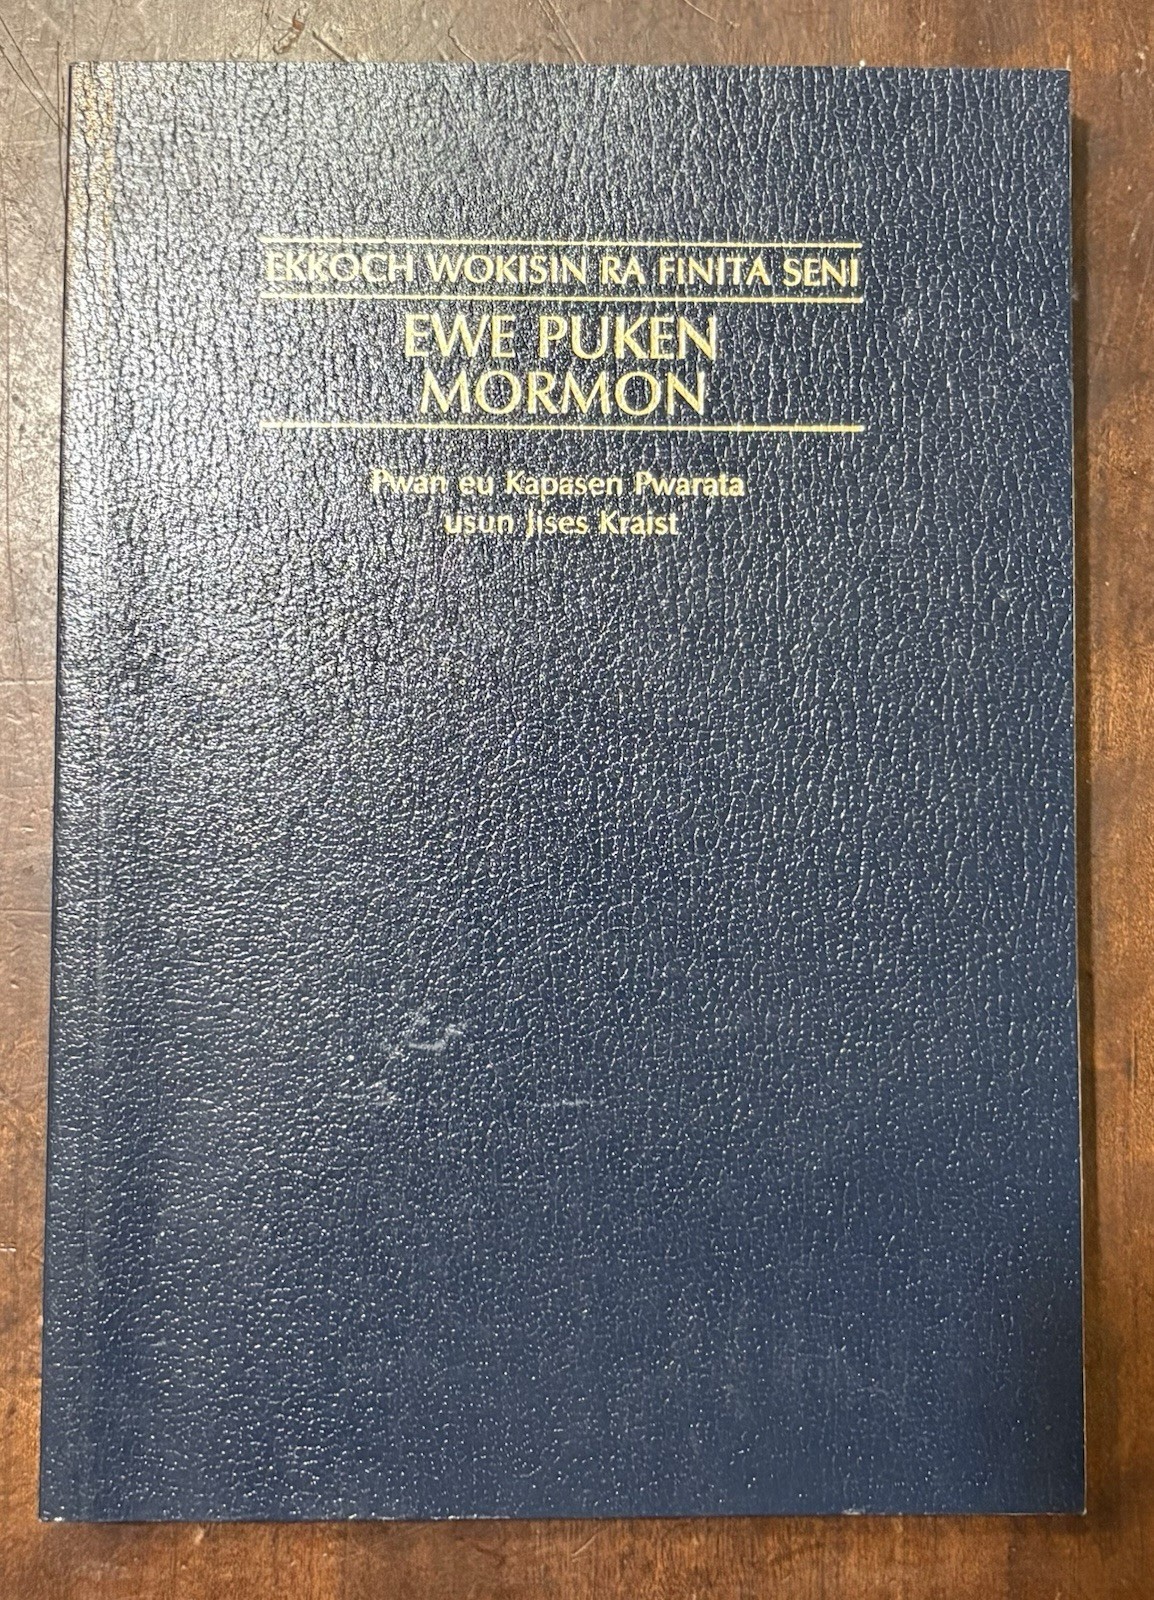 EKKOCH WOKISIN RA FINITA SENI
EWE PUKEN
MORMON
Pwan eu Kapasen Pwarata
usun Jises Kraist